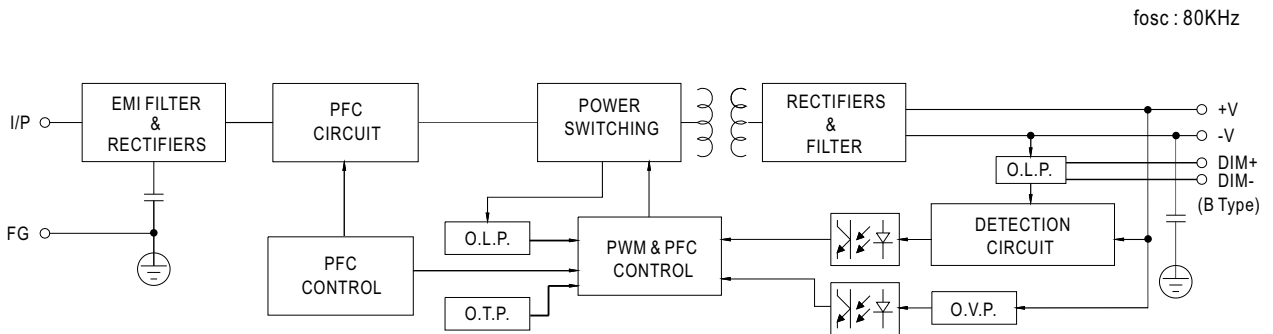 fosc : 80KHz
I/P
EMI FILTER
&
RECTIFIERS
PFC
CIRCUIT
POWER
SWITCHING
RECTIFIERS
&
FILTER
+V
-V
O.L.P.
DIM+
DIM-
(B Type)
FG
O.L.P.
PFC
CONTROL
O.T.P.
PWM & PFC
CONTROL
DETECTION
CIRCUIT
O.V.P.